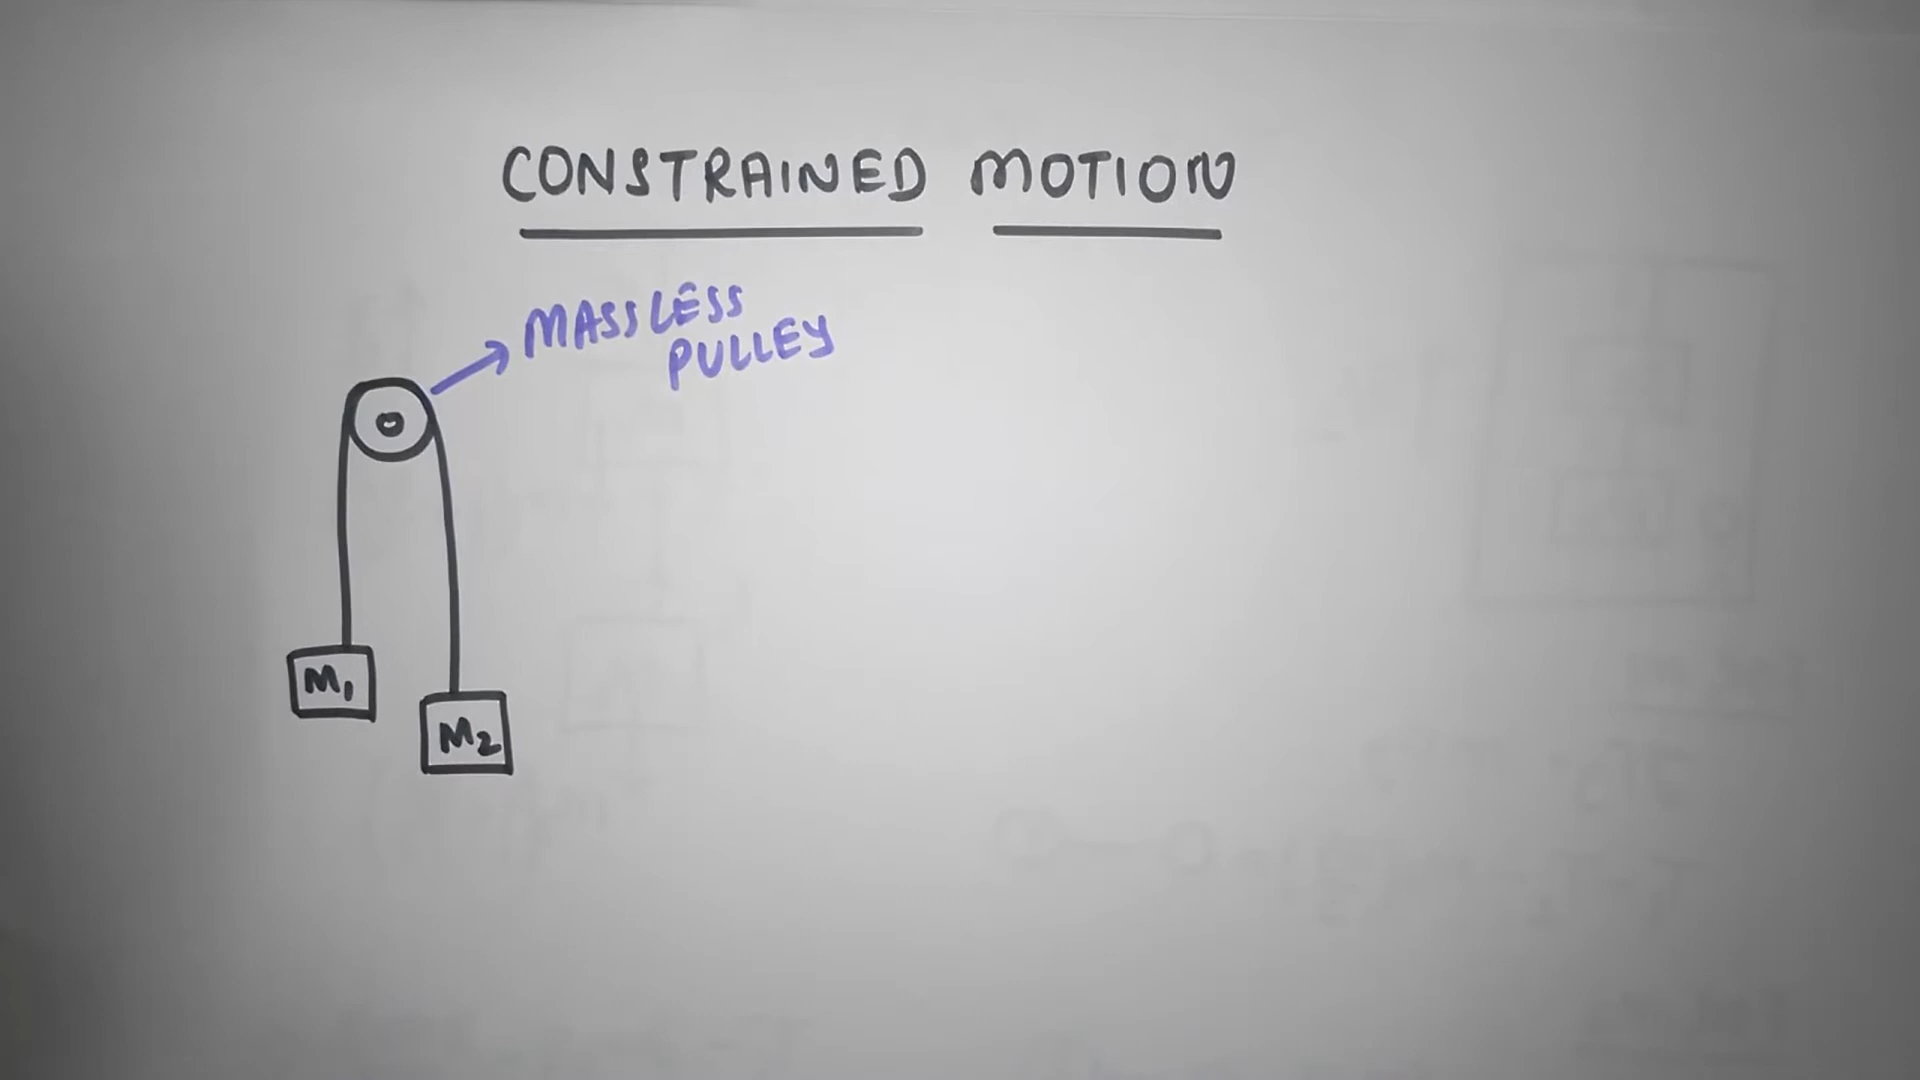 CONSTRAINED MOTION
MASSLESS
PULLEY
M₁
M₂